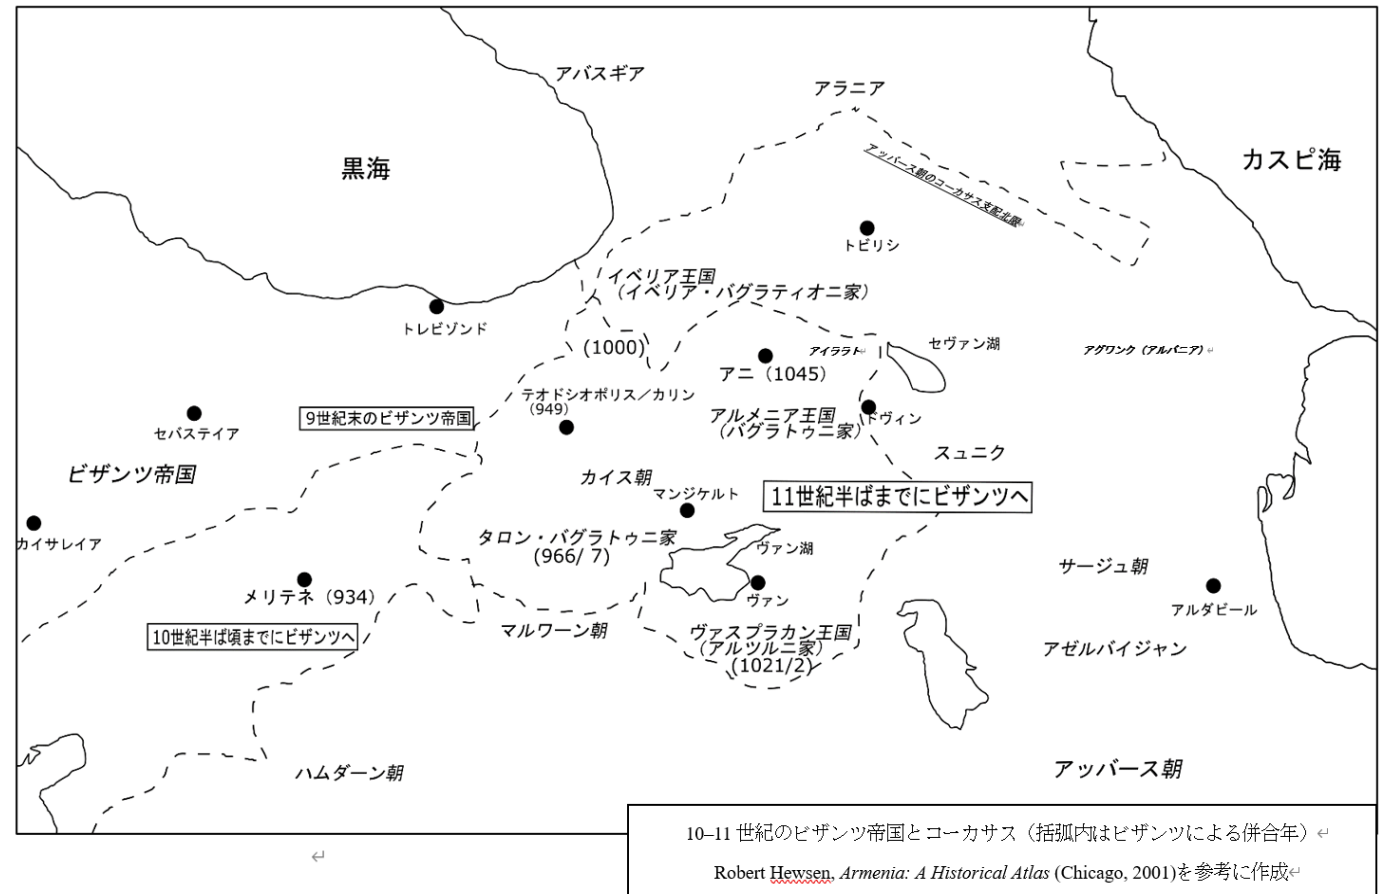 アバスギア
アラニア
カスピ海
黒海
アッバース朝のコーカサス支配北限
トビリシ
イベリア王国
（イベリア・バグラティオニ家）
トレビゾンド
(1000)
アイララト
セヴァン湖
アグワンク（アルバニア）
アニ（1045）
テオドシオポリス／カリン
（949）
9世紀末のビザンツ帝国
アルメニア王国
（バグラトゥニ家）
ドヴィン
セバステイア
スュニク
ビザンツ帝国
カイス朝
マンジケルト
11世紀半ばまでにビザンツへ
カイサレイア
タロン・バグラトゥニ家
(966/ 7)
ヴァン湖
サージュ朝
メリテネ（934）
ヴァン
アルダビール
10世紀半ば頃までにビザンツへ
マルワーン朝
ヴァスプラカン王国
（アルツルニ家）
(1021/2)
アゼルバイジャン
ハムダーン朝
アッバース朝
10–11 世紀のビザンツ帝国とコーカサス（括弧内はビザンツによる併合年）
Robert Hewsen, Armenia: A Historical Atlas (Chicago, 2001)を参考に作成